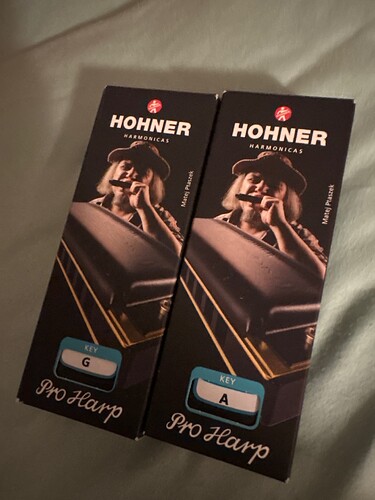 HOHNER
HARMONICAS
Matej Ptaszek
KEY
G
Pro Harp
HOHNER
HARMONICAS
Matej Ptaszek
KEY
A
Pro Harp